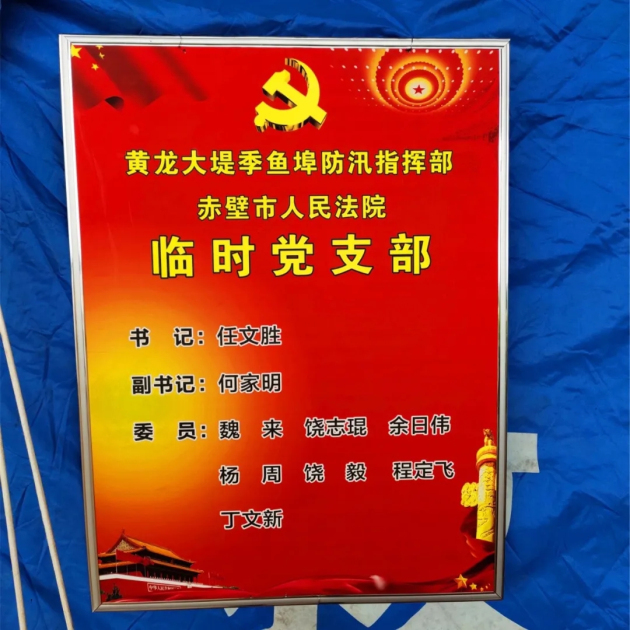 黄龙大堤季鱼埠防汛指挥部
赤壁市人民法院
临时党支部
书 记：任文胜
副书记：何家明
委 员：魏 来 饶志琨 余日伟
杨 周 饶 毅 程定飞
丁文新